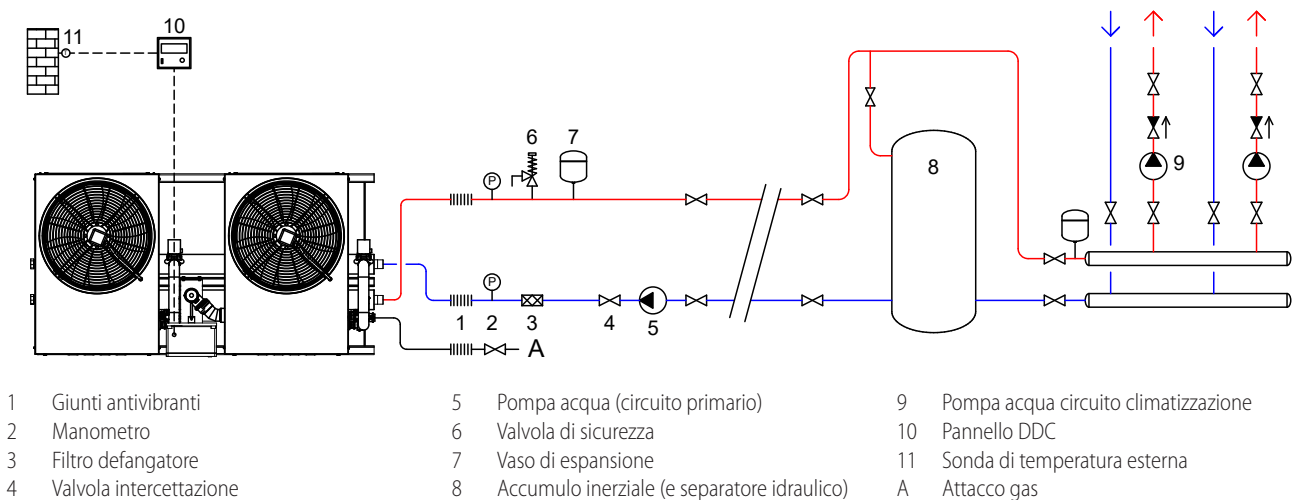 11
10
6
7
P
8
9
P
1
2
3
4
5
A
1 Giunti antivibranti
2 Manometro
3 Filtro defangatore
4 Valvola intercettazione
5 Pompa acqua (circuito primario)
6 Valvola di sicurezza
7 Vaso di espansione
8 Accumulo inerziale (e separatore idraulico)
9 Pompa acqua circuito climatizzazione
10 Pannello DDC
11 Sonda di temperatura esterna
A Attacco gas